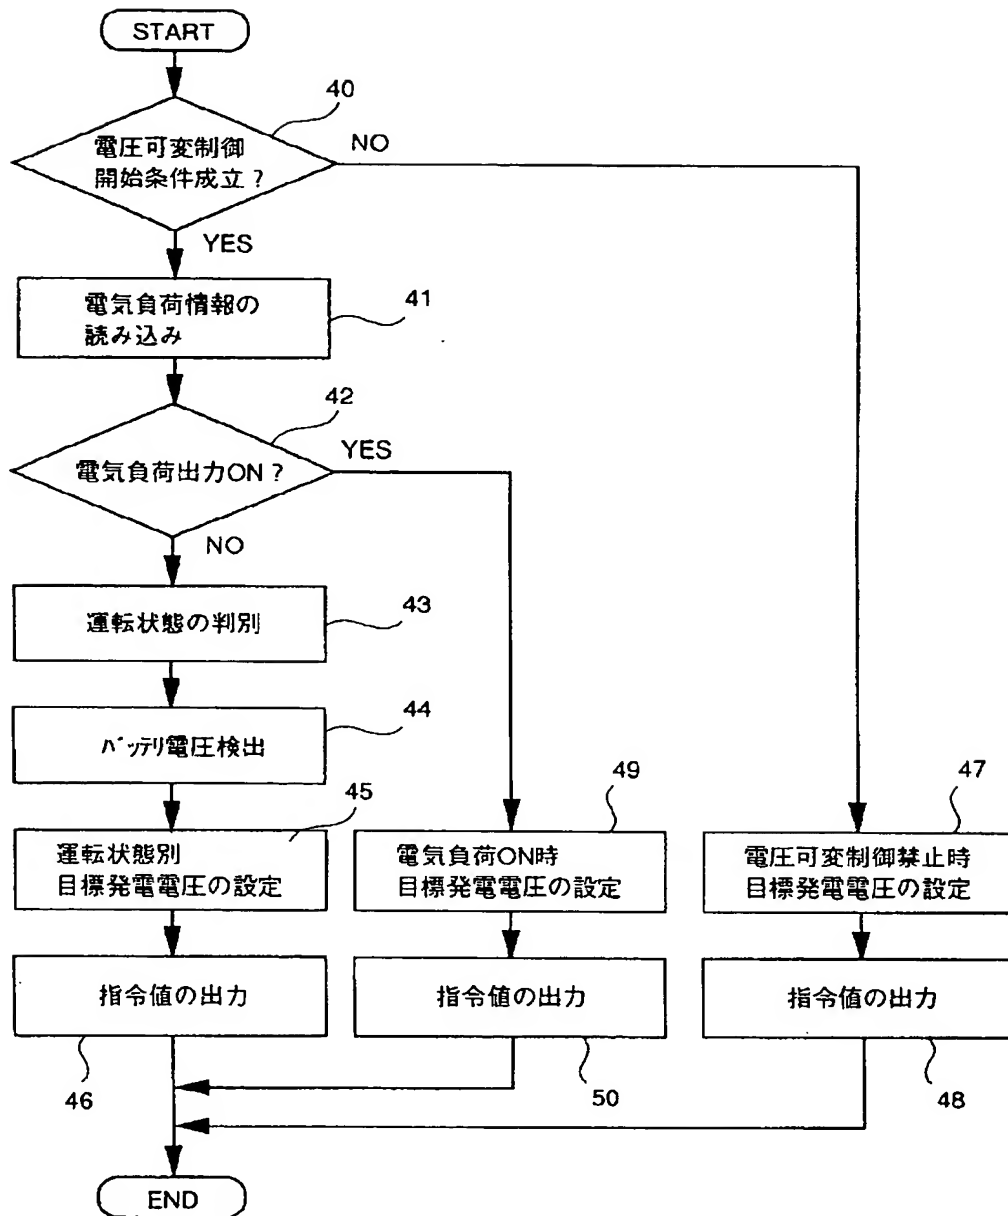 START
40
電圧可変制御
開始条件成立?
NO
YES
電気負荷情報の
読み込み
41
42
電気負荷出力ON?
YES
NO
運転状態の判別
43
44
バッテリ電圧検出
45
運転状態別
目標発電電圧の設定
49
電気負荷ON時
目標発電電圧の設定
47
電圧可変制御禁止時
目標発電電圧の設定
指令値の出力
指令値の出力
指令値の出力
46
50
48
END